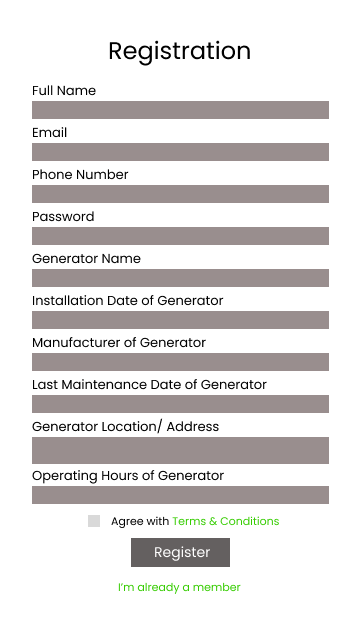 Registration
Full Name
Email
Phone Number
Password
Generator Name
Installation Date of Generator
Manufacturer of Generator
Last Maintenance Date of Generator
Generator Location/ Address
Operating Hours of Generator
Agree with Terms & Conditions
Register
I'm already a member